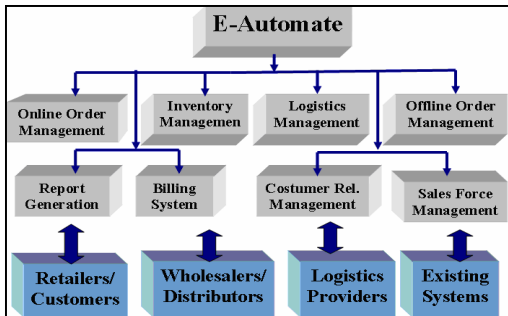 E-Automate
Online Order
Management
Inventory
Managemen
Logistics
Management
Offline Order
Management
Report
Generation
Billing
System
Costumer Rel.
Management
Sales Force
Management
Retailers/
Customers
Wholesalers/
Distributors
Logistics
Providers
Existing
Systems